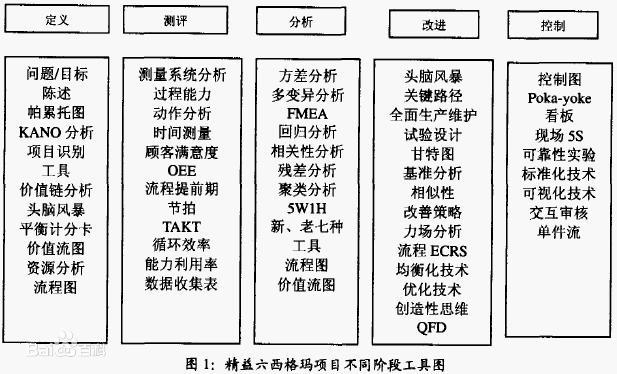 定义
测评
分析
改进
控制
问题/目标
陈述
帕累托图
KANO 分析
项目识别
工具
价值链分析
头脑风暴
平衡计分卡
价值流图
资源分析
流程图
测量系统分析
过程能力
动作分析
时间测量
顾客满意度
OEE
流程提前期
节拍
TAKT
循环效率
能力利用率
数据收集表
方差分析
多变异分析
FMEA
回归分析
相关性分析
残差分析
聚类分析
5W1H
新、老七种
工具
流程图
价值流图
头脑风暴
关键路径
全面生产维护
试验设计
甘特图
基准分析
相似性
改善策略
力场分析
流程 ECRS
均衡化技术
优化技术
创造性思维
QFD
控制图
Poka-yoke
看板
现场 5S
可靠性实验
标准化技术
可视化技术
交互审核
单件流
Bai 百科
图 1：精益六西格玛项目不同阶段工具图